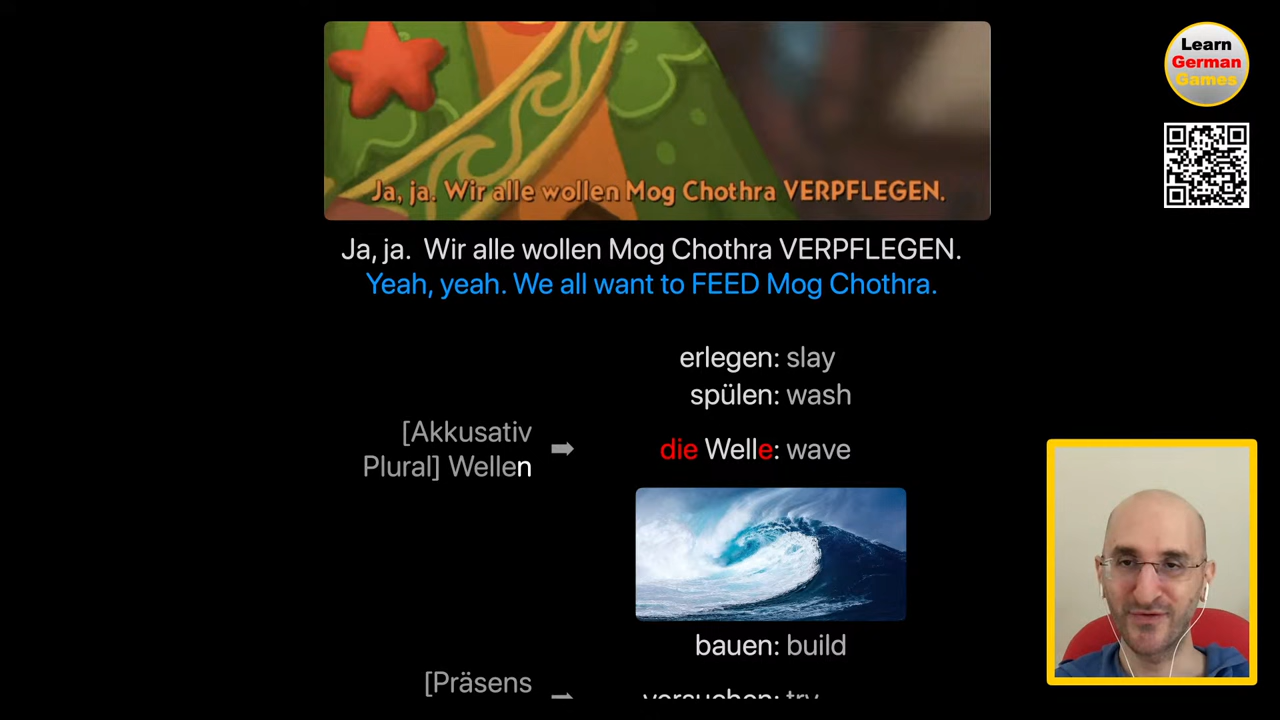 Learn
German
Games
Ja, ja. Wir alle wollen Mog Chothra VERPFLEGEN.
Ja, ja. Wir alle wollen Mog Chothra VERPFLEGEN.
Yeah, yeah. We all want to FEED Mog Chothra.
erlegen: slay
spülen: wash
[Akkusativ
Plural] Wellen ➡ die Welle: wave
bauen: build
[Präsens ➡
versuchen: try